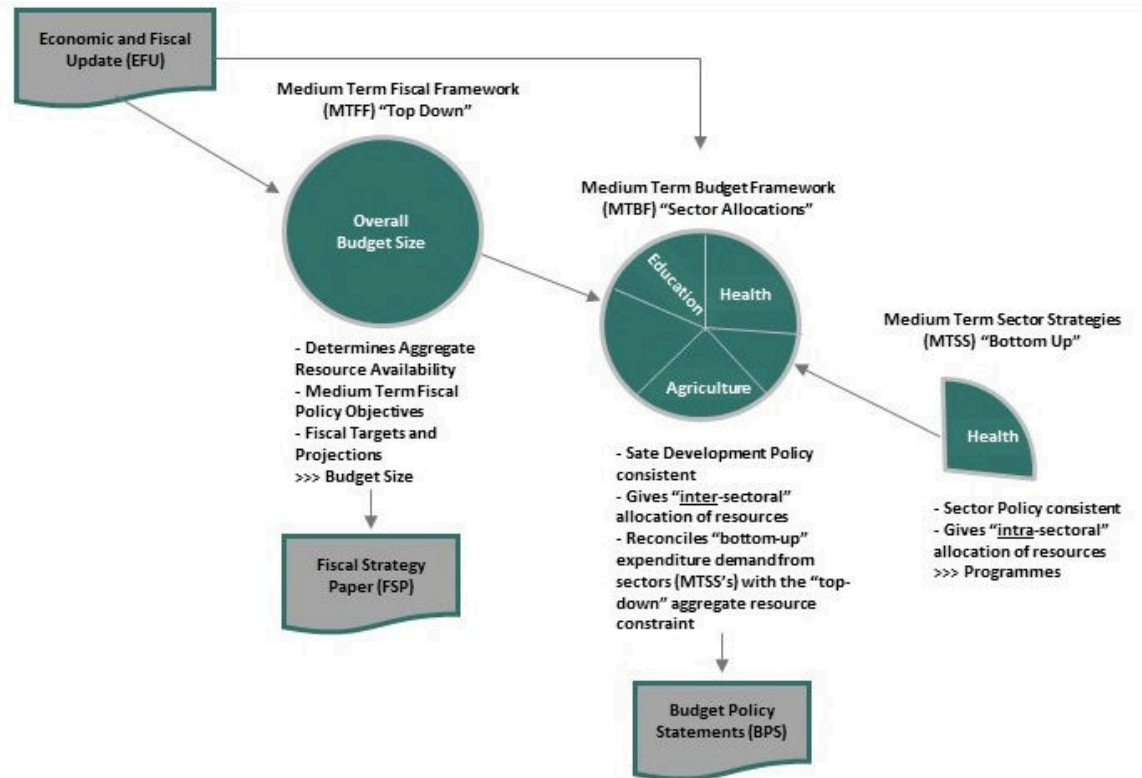 Economic and Fiscal
Update (EFU)
Medium Term Fiscal Framework
(MTFF) “Top Down”
Overall
Budget Size
- Determines Aggregate
Resource Availability
- Medium Term Fiscal
Policy Objectives
- Fiscal Targets and
Projections
>>> Budget Size
Fiscal Strategy
Paper (FSP)
Medium Term Budget Framework
(MTBF) “Sector Allocations”
Education
Health
Agriculture
- Sate Development Policy
consistent
- Gives “inter-sectoral”
allocation of resources
- Reconciles “bottom-up”
expenditure demand from
sectors (MTSS’s) with the “top-
down” aggregate resource
constraint
Budget Policy
Statements (BPS)
Medium Term Sector Strategies
(MTSS) “Bottom Up”
Health
- Sector Policy consistent
- Gives “intra-sectoral”
allocation of resources
>>> Programmes